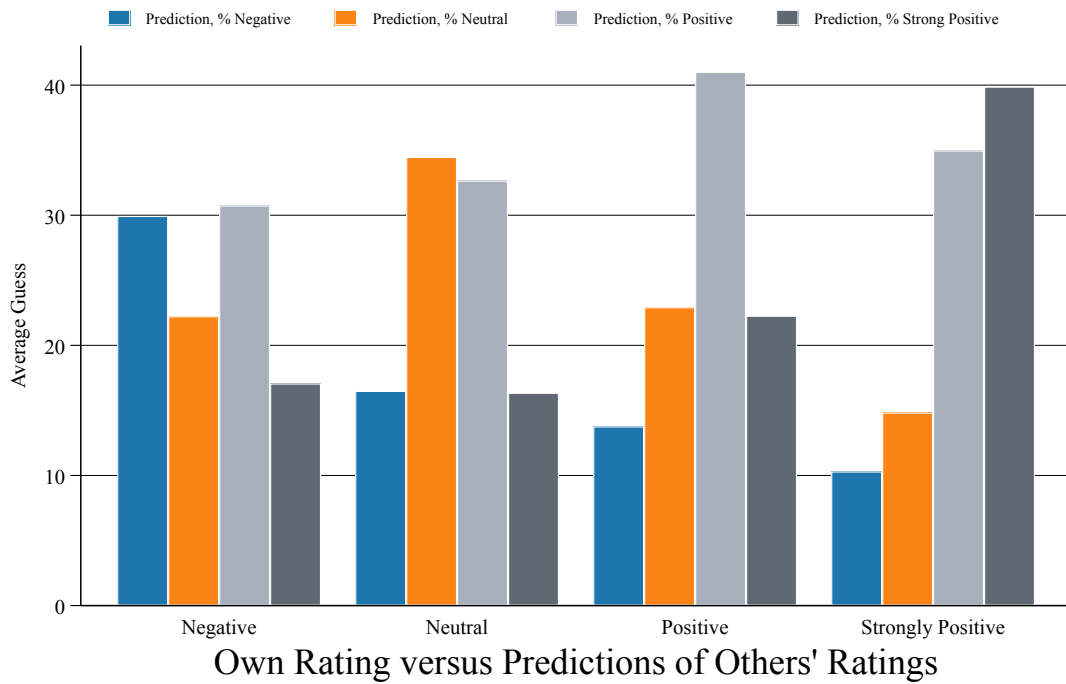 Prediction, % Negative Prediction, % Neutral Prediction, % Positive Prediction, % Strong Positive
40
30
20
10
0
Average Guess
Negative Neutral Positive Strongly Positive
Own Rating versus Predictions of Others' Ratings